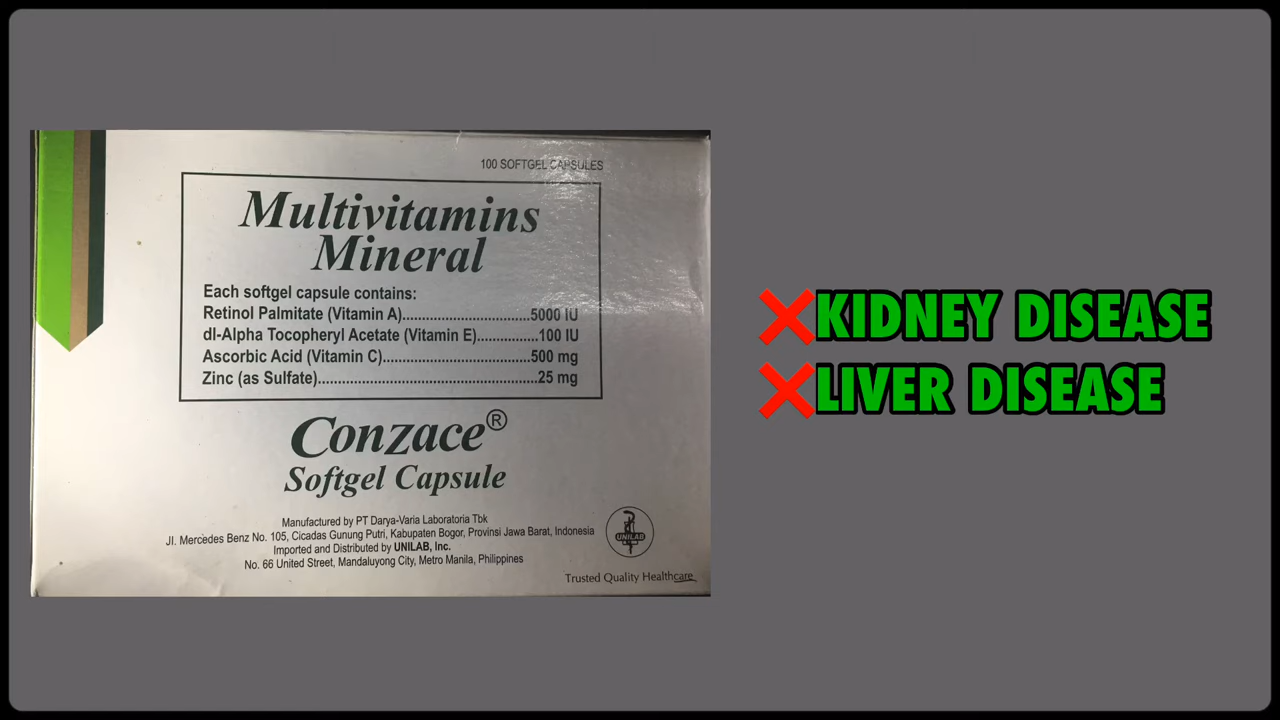 100 SOFTGEL CAPSULES
Multivitamins
Mineral
Each softgel capsule contains:
Retinol Palmitate (Vitamin A)..............................5000 IU
dl-Alpha Tocopheryl Acetate (Vitamin E)...............100 IU
Ascorbic Acid (Vitamin C)...................................500 mg
Zinc (as Sulfate)....................................................25 mg
Conzace®
Softgel Capsule
Manufactured by PT Darya-Varia Laboratoria Tbk
Jl. Mercedes Benz No. 105, Cicadas Gunung Putri, Kabupaten Bogor, Provinsi Jawa Barat, Indonesia
Imported and Distributed by UNILAB, Inc.
No. 66 United Street, Mandaluyong City, Metro Manila, Philippines
UNILAB
Trusted Quality Healthcare
❌KIDNEY DISEASE
❌LIVER DISEASE